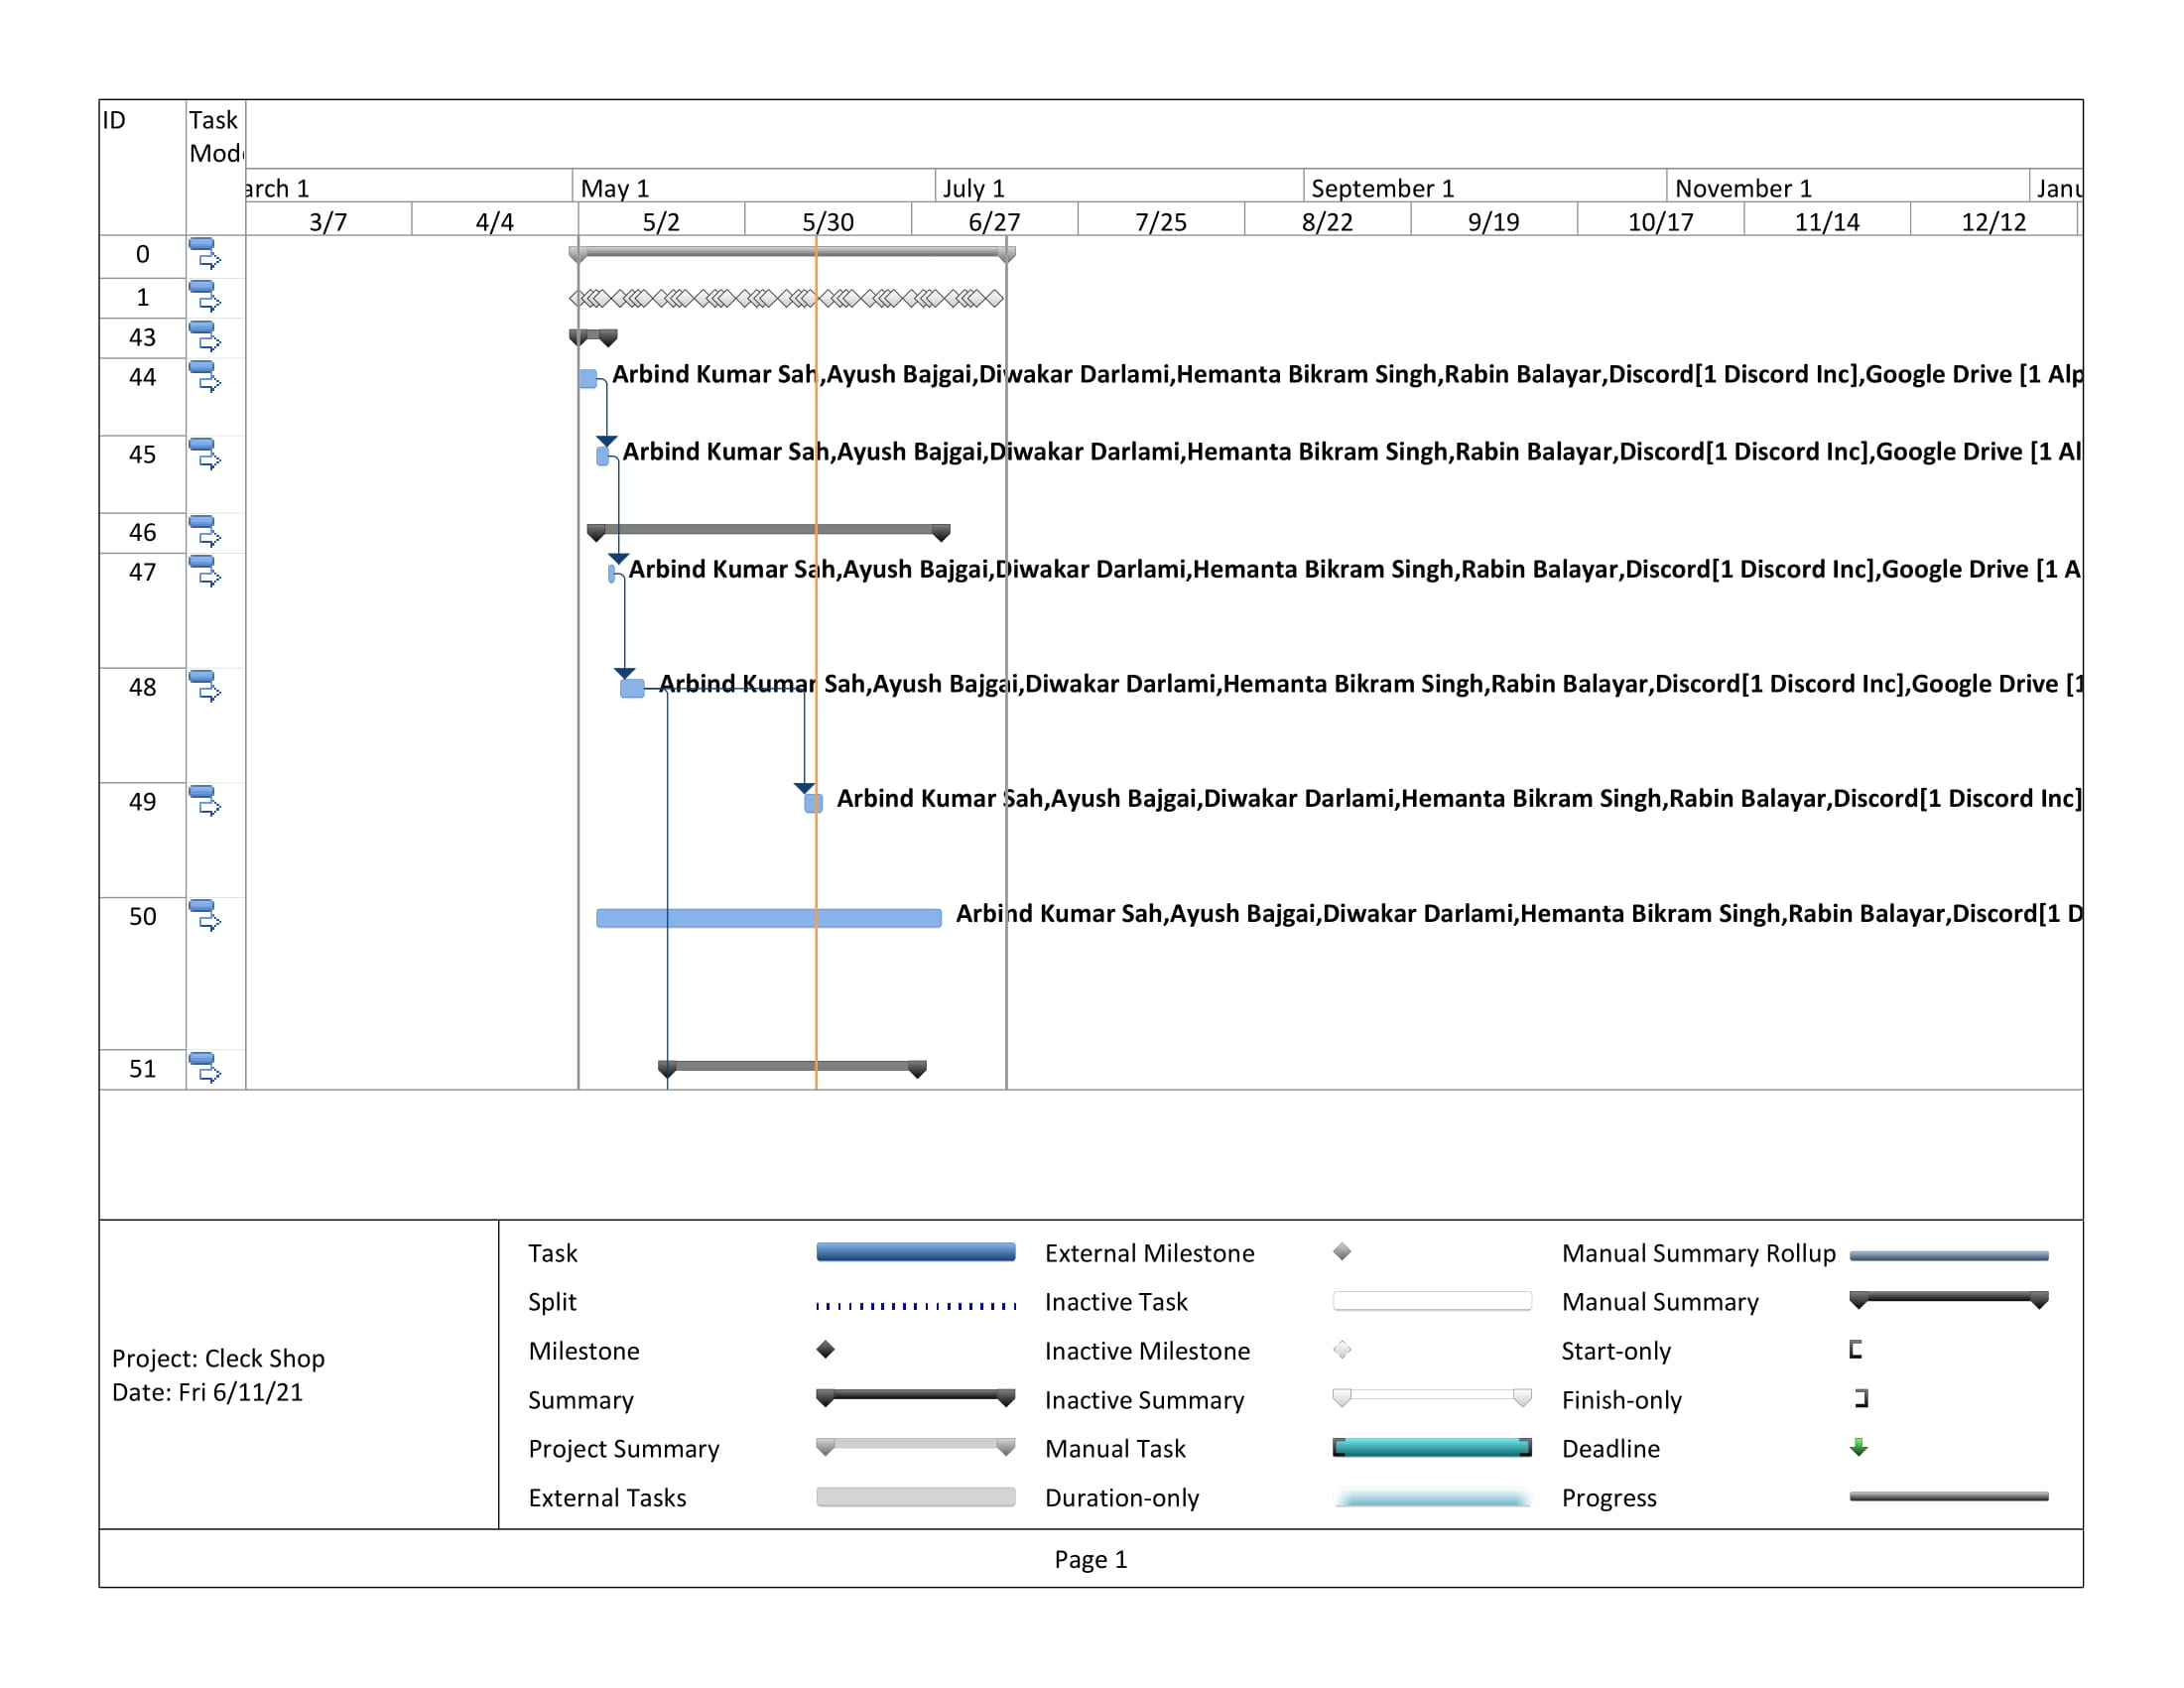 ID
Task
Mod
arch 1 May 1 July 1 September 1 November 1 Janu
3/7 4/4 5/2 5/30 6/27 7/25 8/22 9/19 10/17 11/14 12/12
0
1
43
44 Arbind Kumar Sah,Ayush Bajgai,Diwakar Darlami,Hemanta Bikram Singh,Rabin Balayar,Discord[1 Discord Inc],Google Drive [1 Alp
45 Arbind Kumar Sah,Ayush Bajgai,Diwakar Darlami,Hemanta Bikram Singh,Rabin Balayar,Discord[1 Discord Inc],Google Drive [1 Al
46
47 Arbind Kumar Sah,Ayush Bajgai,Diwakar Darlami,Hemanta Bikram Singh,Rabin Balayar,Discord[1 Discord Inc],Google Drive [1 A
48 Arbind Kumar Sah,Ayush Bajgai,Diwakar Darlami,Hemanta Bikram Singh,Rabin Balayar,Discord[1 Discord Inc],Google Drive [1
49 Arbind Kumar Sah,Ayush Bajgai,Diwakar Darlami,Hemanta Bikram Singh,Rabin Balayar,Discord[1 Discord Inc]
50 Arbind Kumar Sah,Ayush Bajgai,Diwakar Darlami,Hemanta Bikram Singh,Rabin Balayar,Discord[1 D
51
Project: Cleck Shop
Date: Fri 6/11/21
Task
Split
Milestone
Summary
Project Summary
External Tasks
External Milestone
Inactive Task
Inactive Milestone
Inactive Summary
Manual Task
Duration-only
Manual Summary Rollup
Manual Summary
Start-only
Finish-only
Deadline
Progress
Page 1